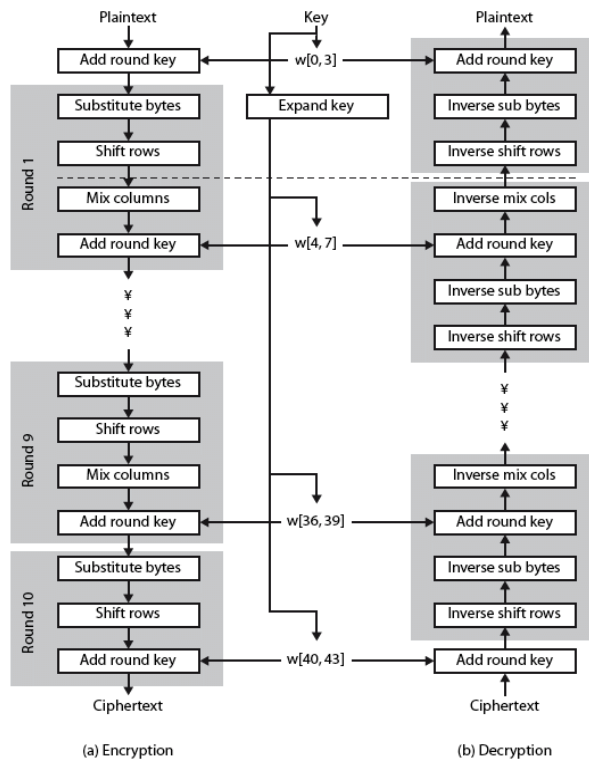 Plaintext
Add round key
Round 1
Substitute bytes
Shift rows
Mix columns
Add round key
¥
¥
¥
Round 9
Substitute bytes
Shift rows
Mix columns
Add round key
Round 10
Substitute bytes
Shift rows
Add round key
Ciphertext
(a) Encryption
Key
w[0, 3]
Expand key
w[4, 7]
w[36, 39]
w[40, 43]
Plaintext
Add round key
Inverse sub bytes
Inverse shift rows
Inverse mix cols
Add round key
Inverse sub bytes
Inverse shift rows
¥
¥
¥
Inverse mix cols
Add round key
Inverse sub bytes
Inverse shift rows
Add round key
Ciphertext
(b) Decryption